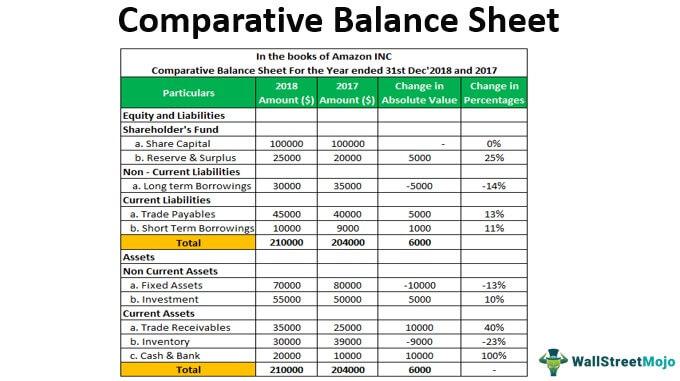 Comparative Balance Sheet
In the books of Amazon INC
Comparative Balance Sheet For the Year ended 31st Dec'2018 and 2017
Particulars 2018 Amount ($) 2017 Amount ($) Change in Absolute Value Change in Percentages
Equity and Liabilities
Shareholder's Fund
a. Share Capital 100000 100000 - 0%
b. Reserve & Surplus 25000 20000 5000 25%
Non - Current Liabilities
a. Long term Borrowings 30000 35000 -5000 -14%
Current Liabilities
a. Trade Payables 45000 40000 5000 13%
b. Short Term Borrowings 10000 9000 1000 11%
Total 210000 204000 6000
Assets
Non Current Assets
a. Fixed Assets 70000 80000 -10000 -13%
b. Investment 55000 50000 5000 10%
Current Assets
a. Trade Receivables 35000 25000 10000 40%
b. Inventory 30000 39000 -9000 -23%
c. Cash & Bank 20000 10000 10000 100%
Total 210000 204000 6000 -
WallStreetMojo